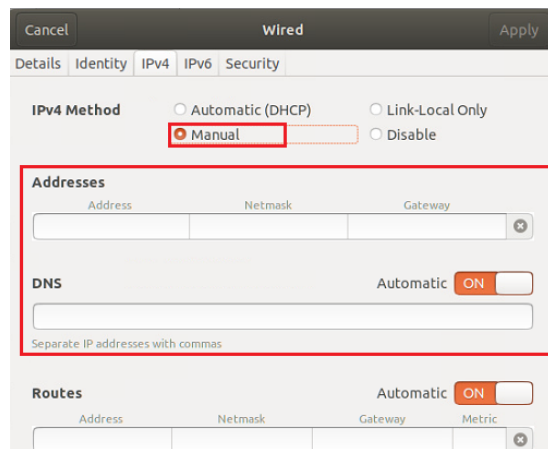 Cancel Wired Apply
Details Identity IPv4 IPv6 Security
IPv4 Method Automatic (DHCP) Link-Local Only
Manual Disable
Addresses
Address Netmask Gateway
DNS Automatic ON
Separate IP addresses with commas
Routes Automatic ON
Address Netmask Gateway Metric